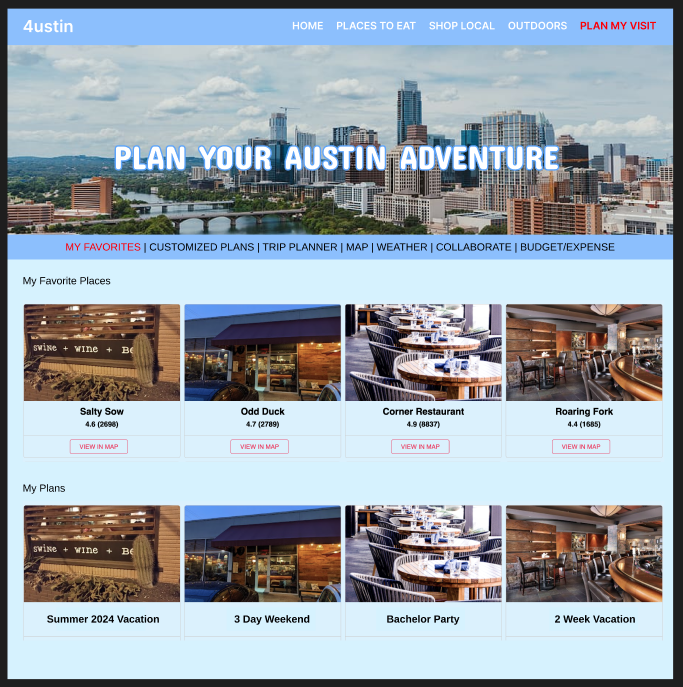 4ustin
HOME PLACES TO EAT SHOP LOCAL OUTDOORS PLAN MY VISIT
PLAN YOUR AUSTIN ADVENTURE
MY FAVORITES | CUSTOMIZED PLANS | TRIP PLANNER | MAP | WEATHER | COLLABORATE | BUDGET/EXPENSE
My Favorite Places
swine + wine + Be
Salty Sow Odd Duck Corner Restaurant Roaring Fork
4.6 (2698) 4.7 (2789) 4.9 (8837) 4.4 (1685)
VIEW IN MAP VIEW IN MAP VIEW IN MAP VIEW IN MAP
My Plans
swine + wine + Be
Summer 2024 Vacation 3 Day Weekend Bachelor Party 2 Week Vacation